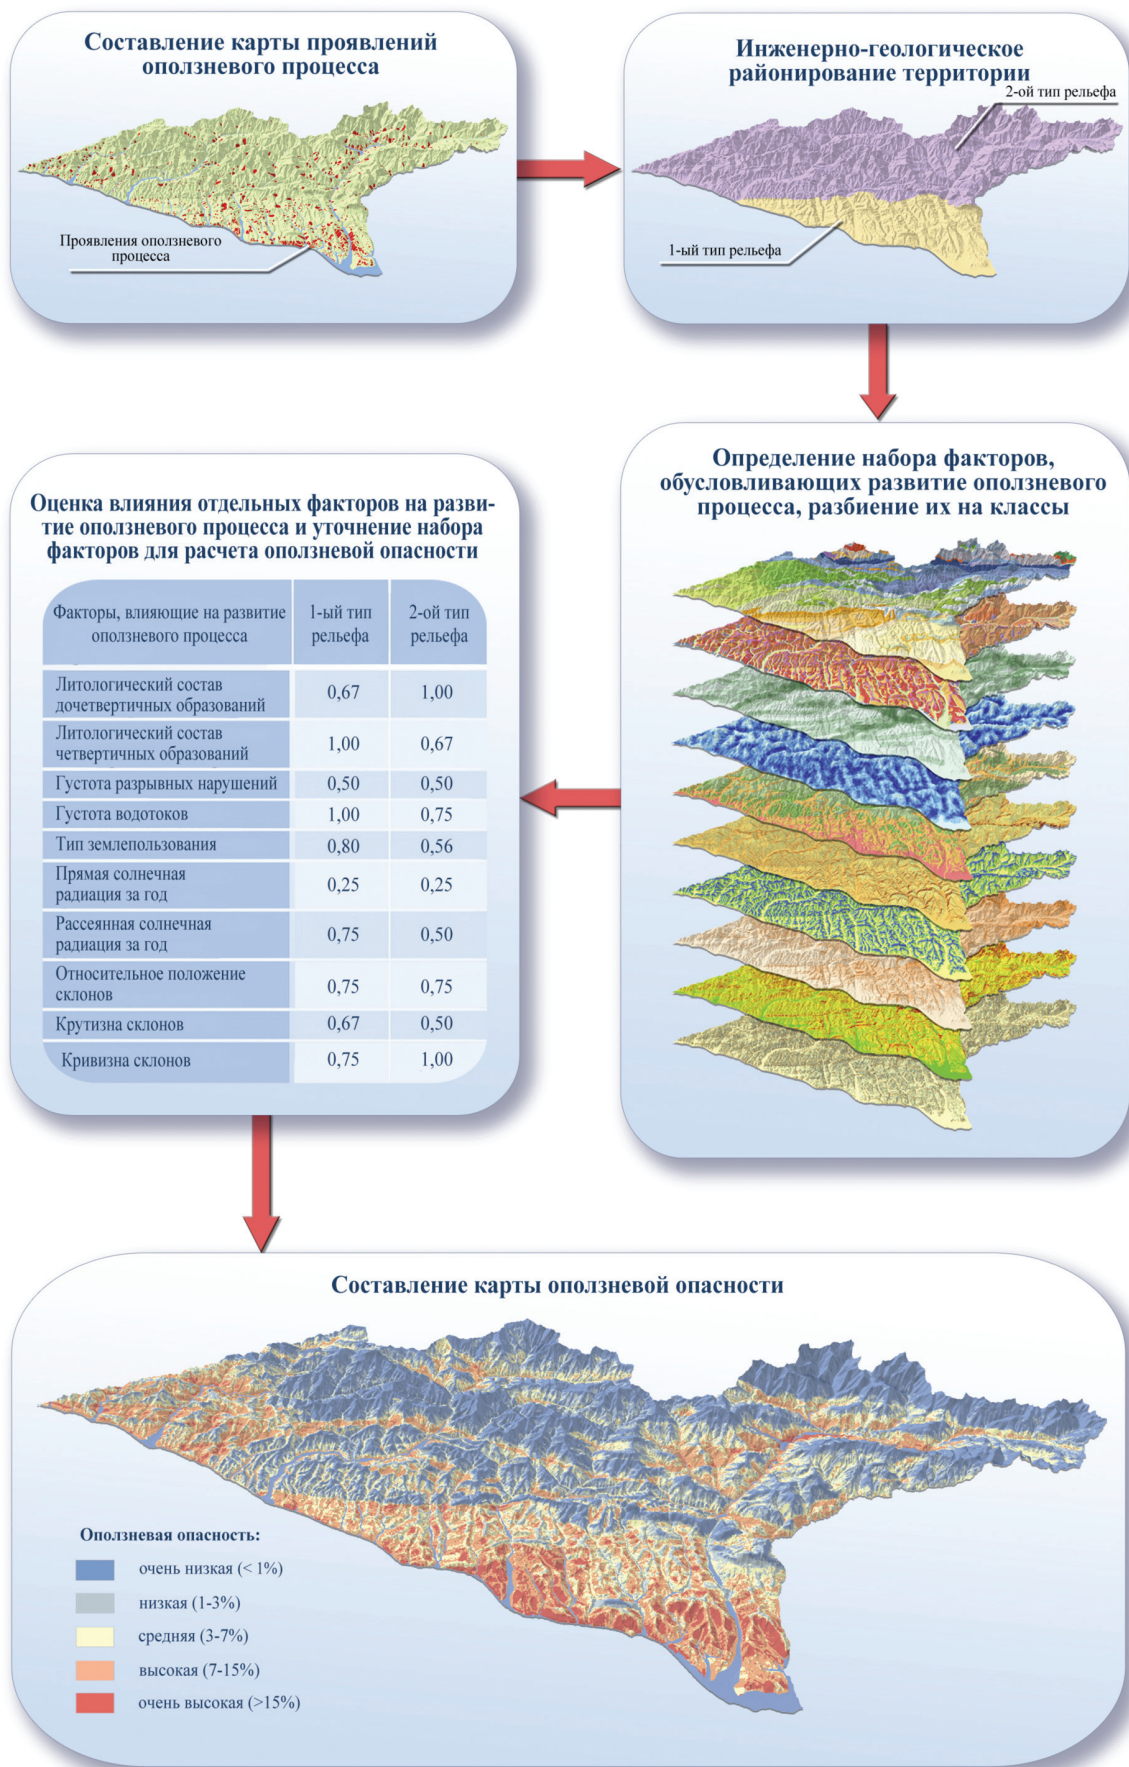 Составление карты проявлений
оползневого процесса
Проявления оползневого
процесса
Инженерно-геологическое
районирование территории
2-ой тип рельефа
1-ый тип рельефа
Определение набора факторов,
обусловливающих развитие оползневого
процесса, разбиение их на классы
Оценка влияния отдельных факторов на разви-
тие оползневого процесса и уточнение набора
факторов для расчета оползневой опасности
Факторы, влияющие на развитие
оползневого процесса
1-ый тип
рельефа
2-ой тип
рельефа
Литологический состав
дочетвертичных образований
0,67
1,00
Литологический состав
четвертичных образований
1,00
0,67
Густота разрывных нарушений
0,50
0,50
Густота водотоков
1,00
0,75
Тип землепользования
0,80
0,56
Прямая солнечная
радиация за год
0,25
0,25
Рассеянная солнечная
радиация за год
0,75
0,50
Относительное положение
склонов
0,75
0,75
Крутизна склонов
0,67
0,50
Кривизна склонов
0,75
1,00
Составление карты оползневой опасности
Оползневая опасность:
очень низкая (< 1%)
низкая (1-3%)
средняя (3-7%)
высокая (7-15%)
очень высокая (>15%)